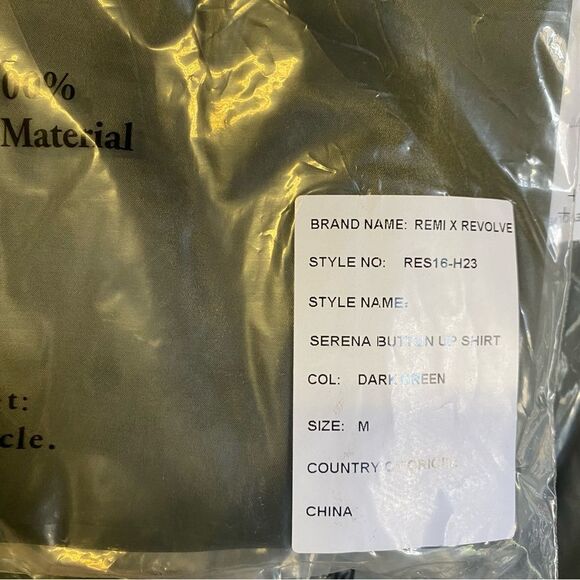 00%
Material
t:
cle.
BRAND NAME: REMI X REVOLVE
STYLE NO: RES16-H23
STYLE NAME:
SERENA BUTTON UP SHIRT
COL: DARK GREEN
SIZE: M
COUNTRY OF ORIGIN
CHINA